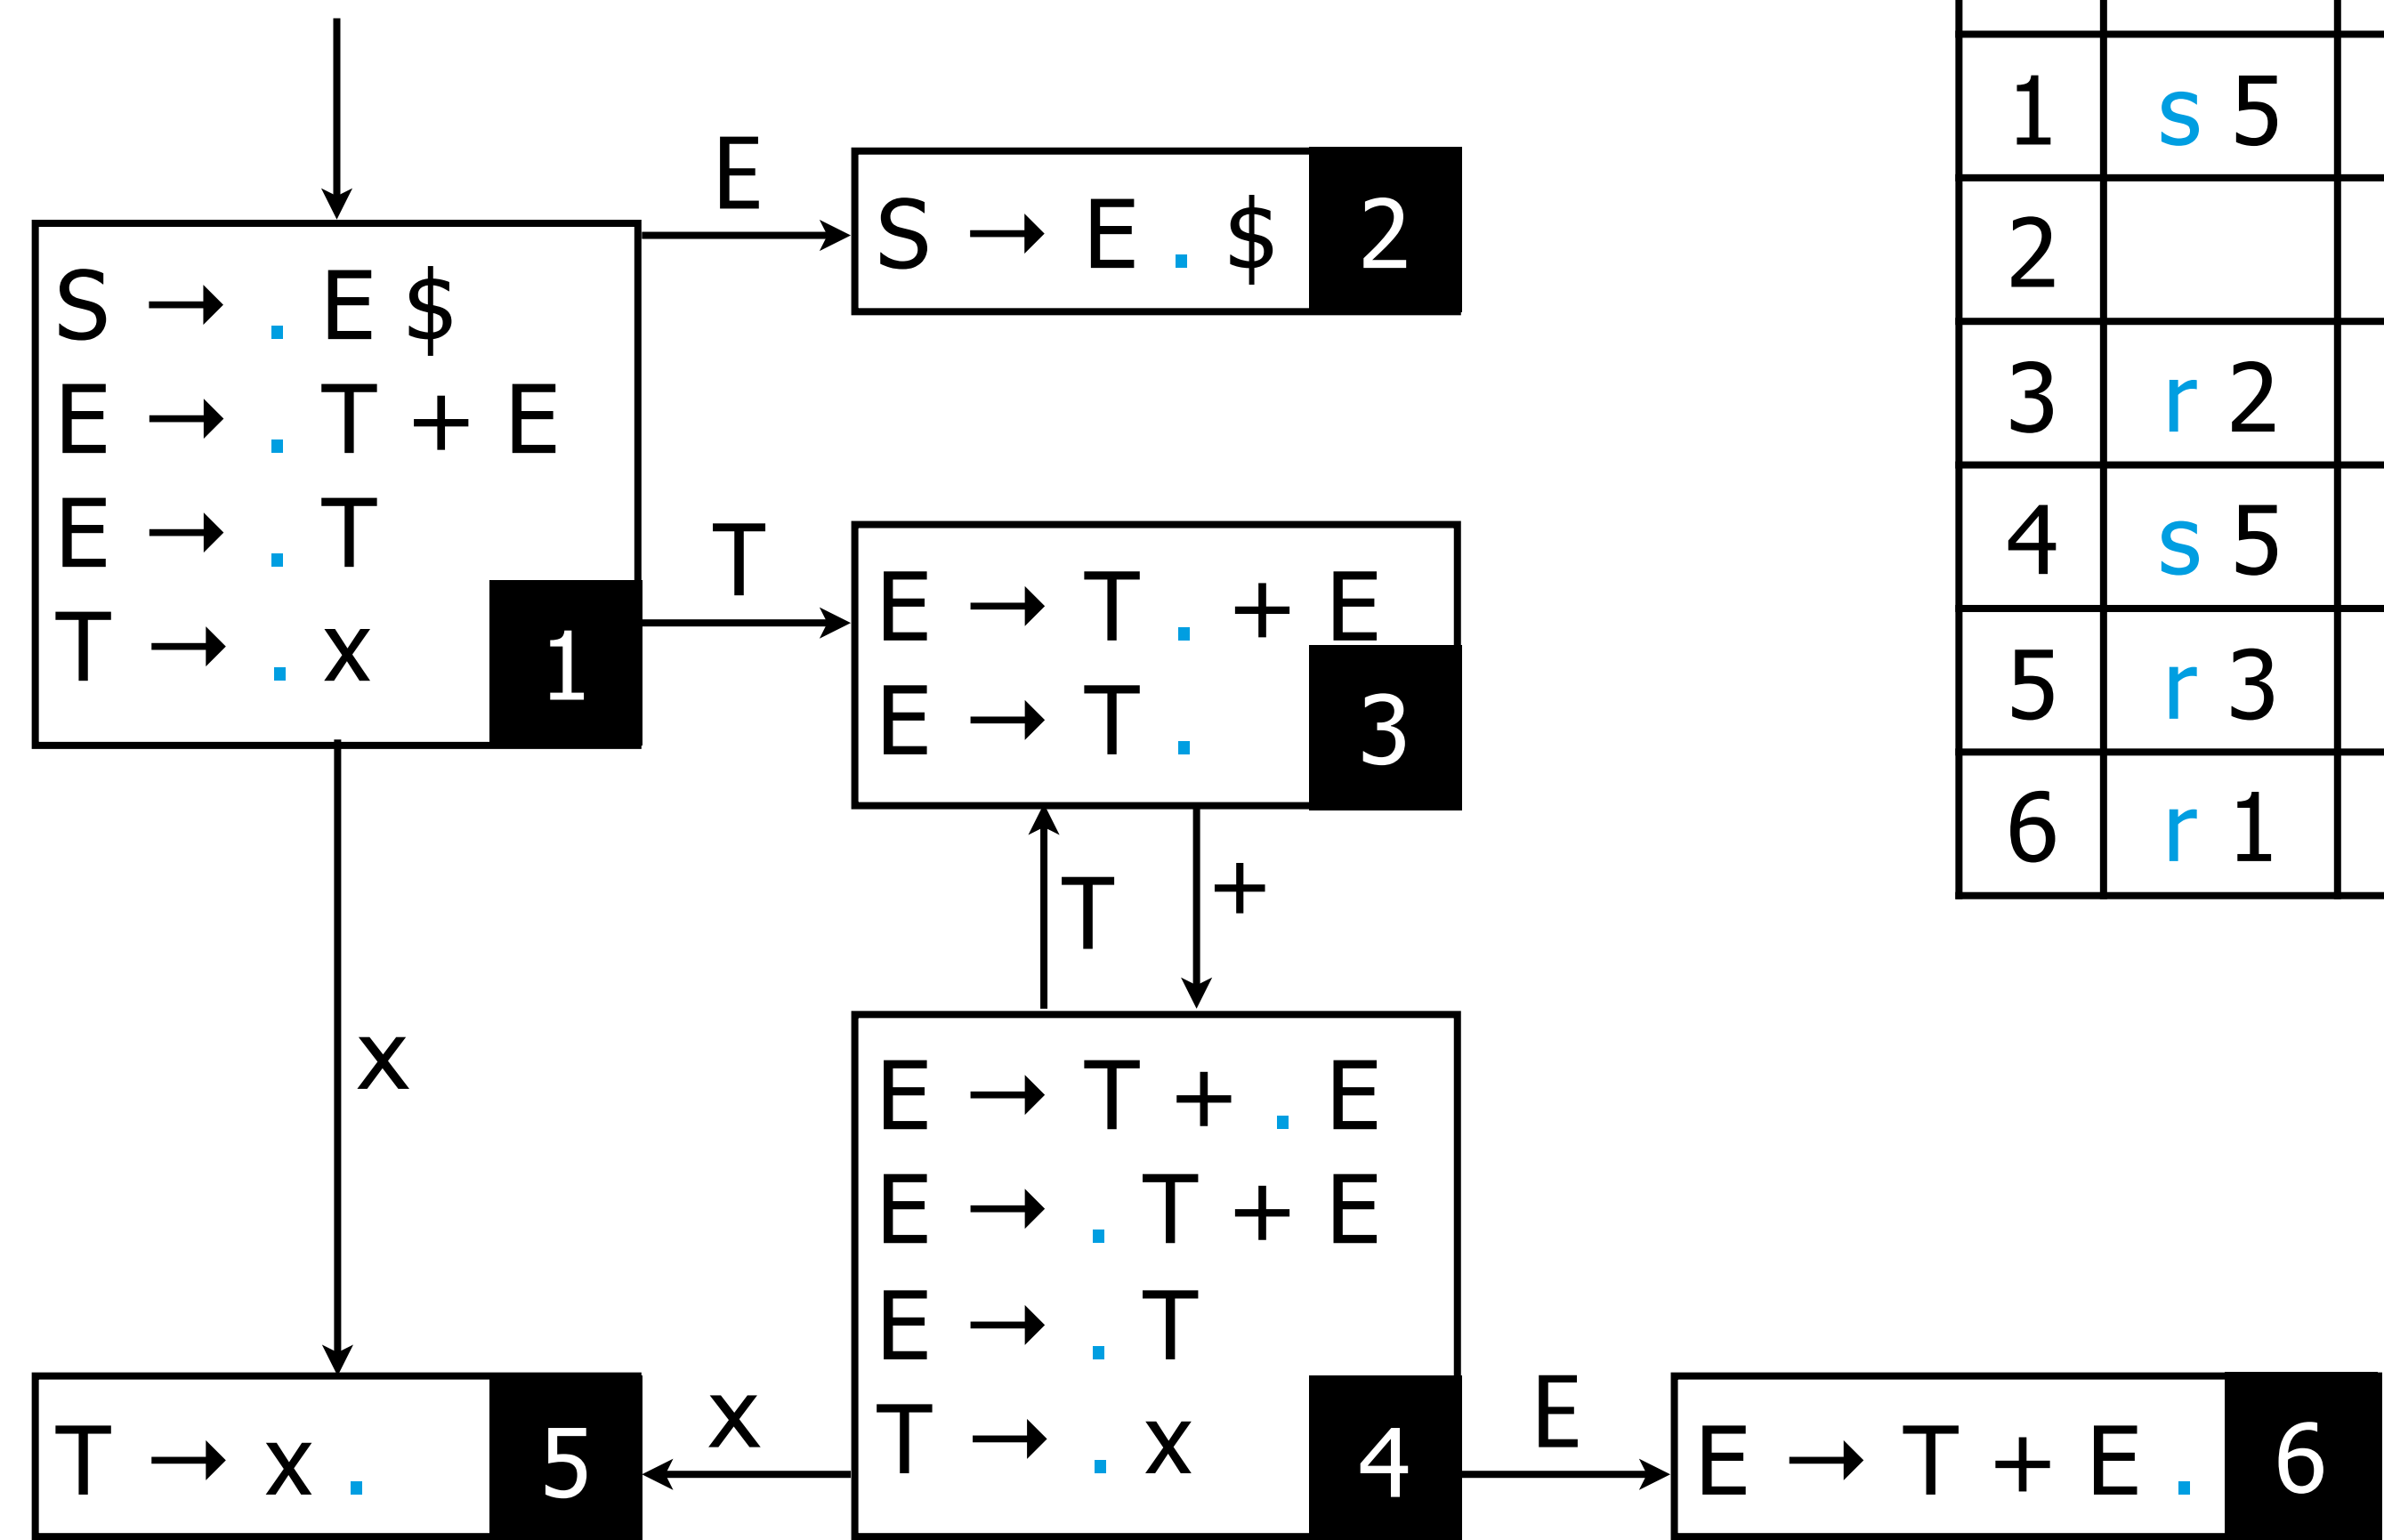 E
S → E . $ 2
S → . E $
E → . T + E
E → . T
T → . x
1
T
E → T . + E
E → T .
3
T
+
x
E → T + . E
E → . T + E
E → . T
T → . x
4
x
E
T → x . 5
E → T + E . 6
1 s 5
2
3 r 2
4 s 5
5 r 3
6 r 1